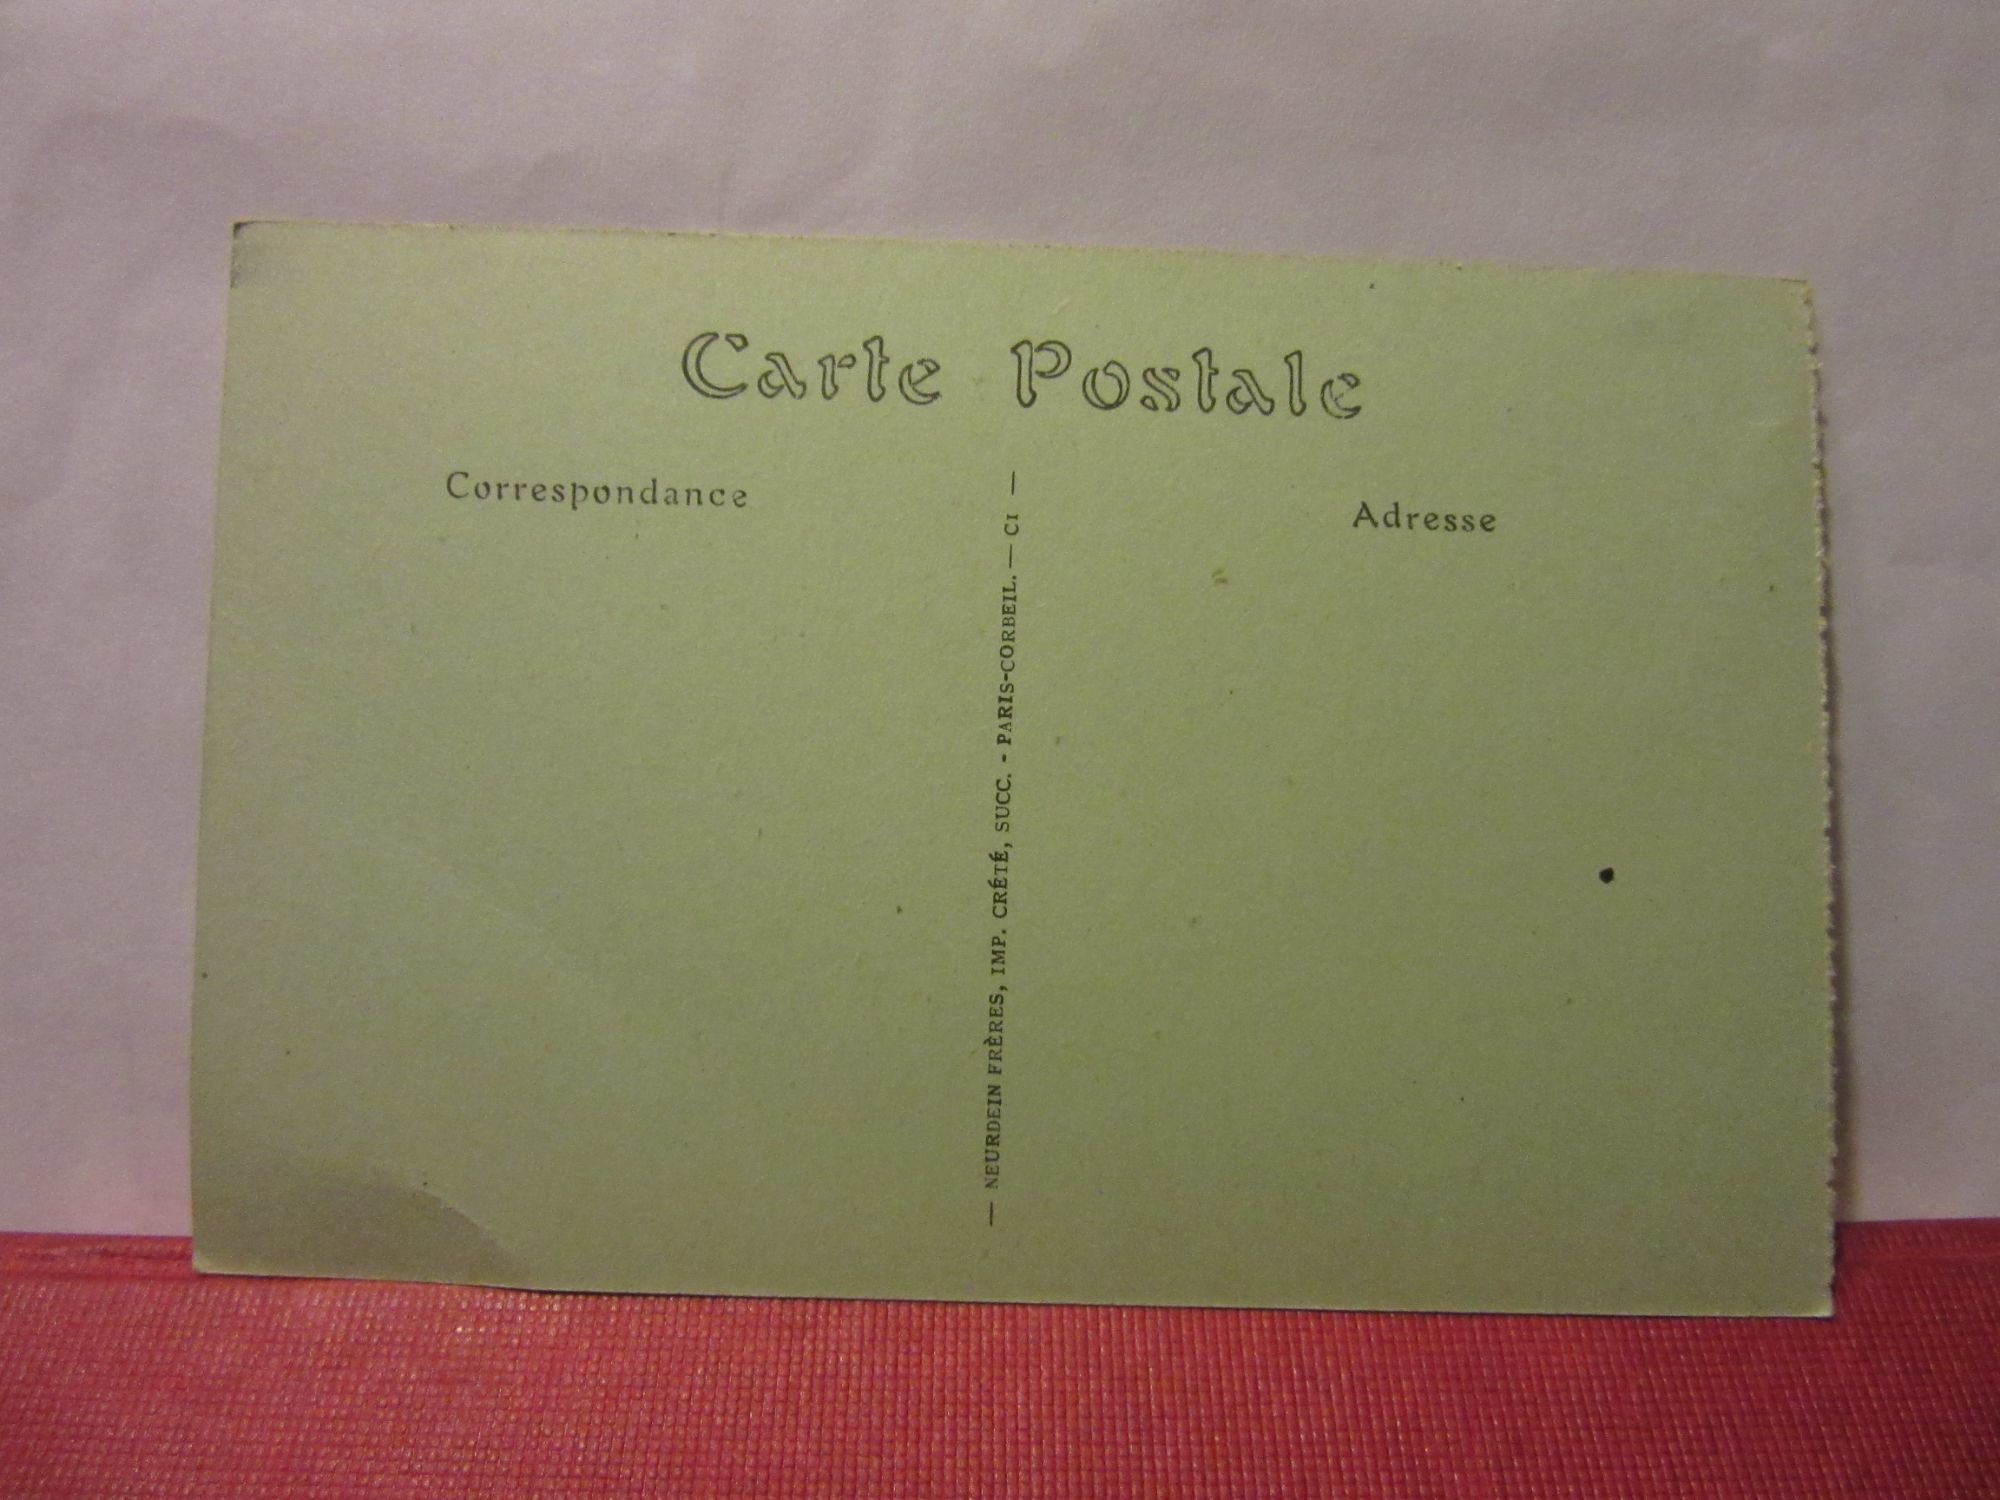 Carte Postale
Correspondance
Adresse
— NEURDEIN FRÈRES, IMP. CRÉTÉ, SUCC. - PARIS-CORBEIL. — CI —